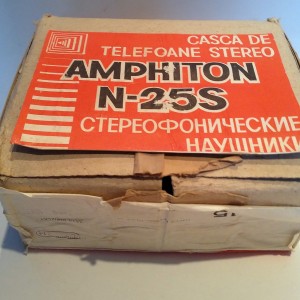 CASCA DE
TELEFOANE STEREO
AMPHITON
N-25S
СТЕРЕОФОНИЧЕСКИЕ
НАУШНИКИ